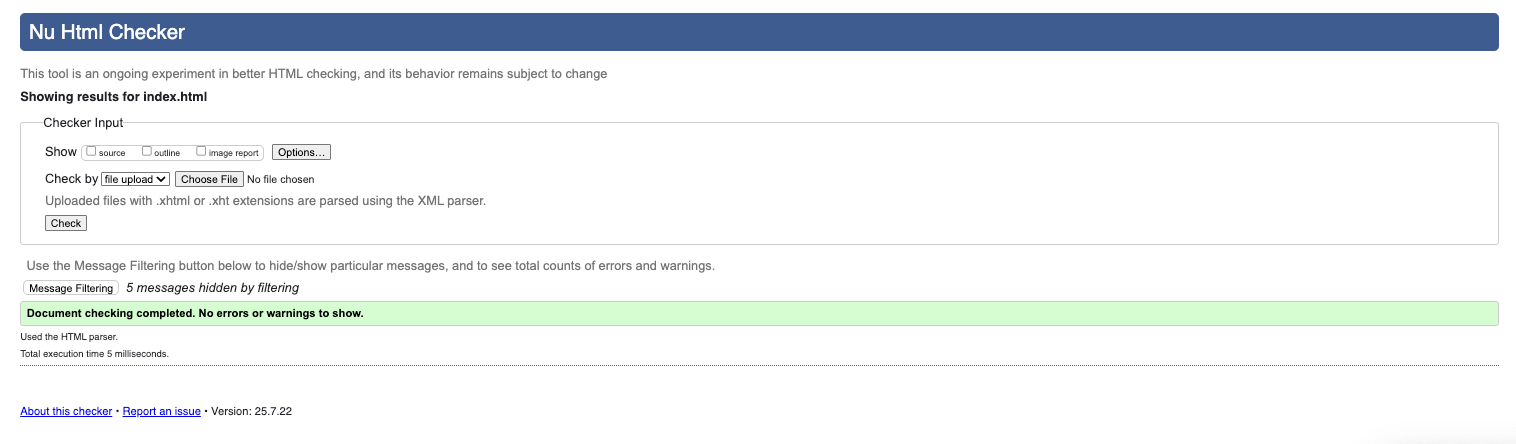 Nu Html Checker
This tool is an ongoing experiment in better HTML checking, and its behavior remains subject to change
Showing results for index.html
Checker Input
Show source outline image report Options...
Check by file upload Choose File No file chosen
Uploaded files with .xhtml or .xht extensions are parsed using the XML parser.
Check
Use the Message Filtering button below to hide/show particular messages, and to see total counts of errors and warnings.
Message Filtering 5 messages hidden by filtering
Document checking completed. No errors or warnings to show.
Used the HTML parser.
Total execution time 5 milliseconds.
About this checker • Report an issue • Version: 25.7.22